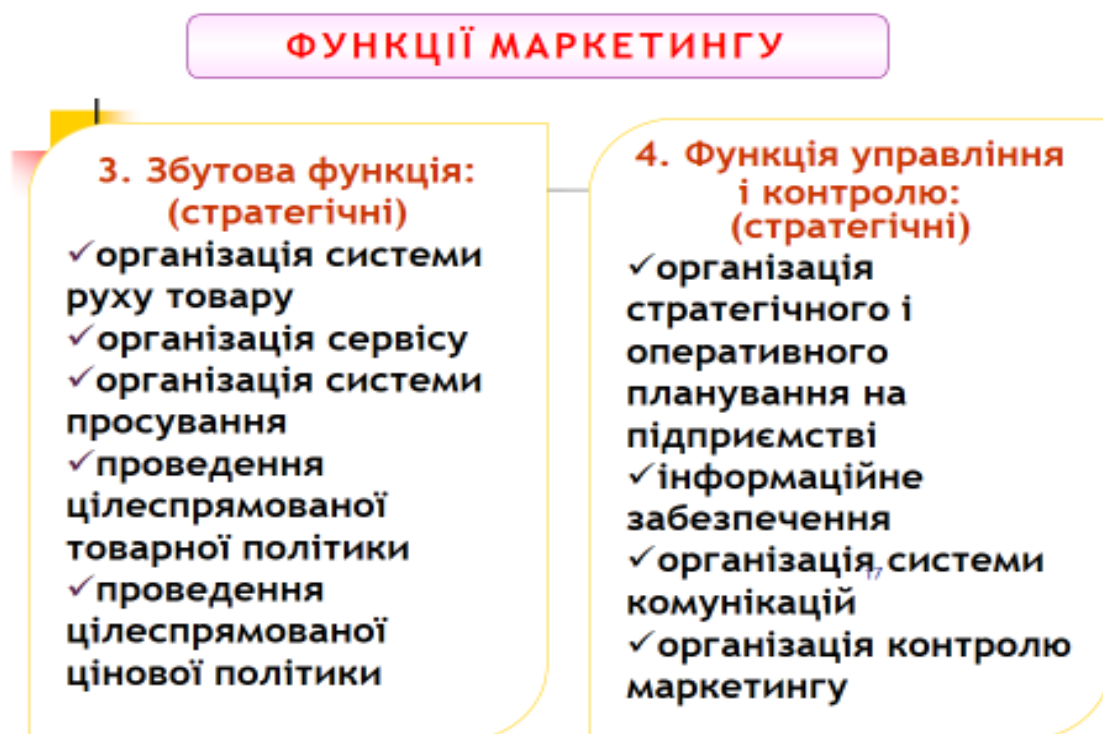 ФУНКЦІЇ МАРКЕТИНГУ
3. Збутова функція:
(стратегічні)
✓організація системи
руху товару
✓організація сервісу
✓організація системи
просування
✓проведення
цілеспрямованої
товарної політики
✓проведення
цілеспрямованої
цінової політики
4. Функція управління
і контролю:
(стратегічні)
✓організація
стратегічного і
оперативного
планування на
підприємстві
✓інформаційне
забезпечення
✓організація системи
комунікацій
✓організація контролю
маркетингу
17